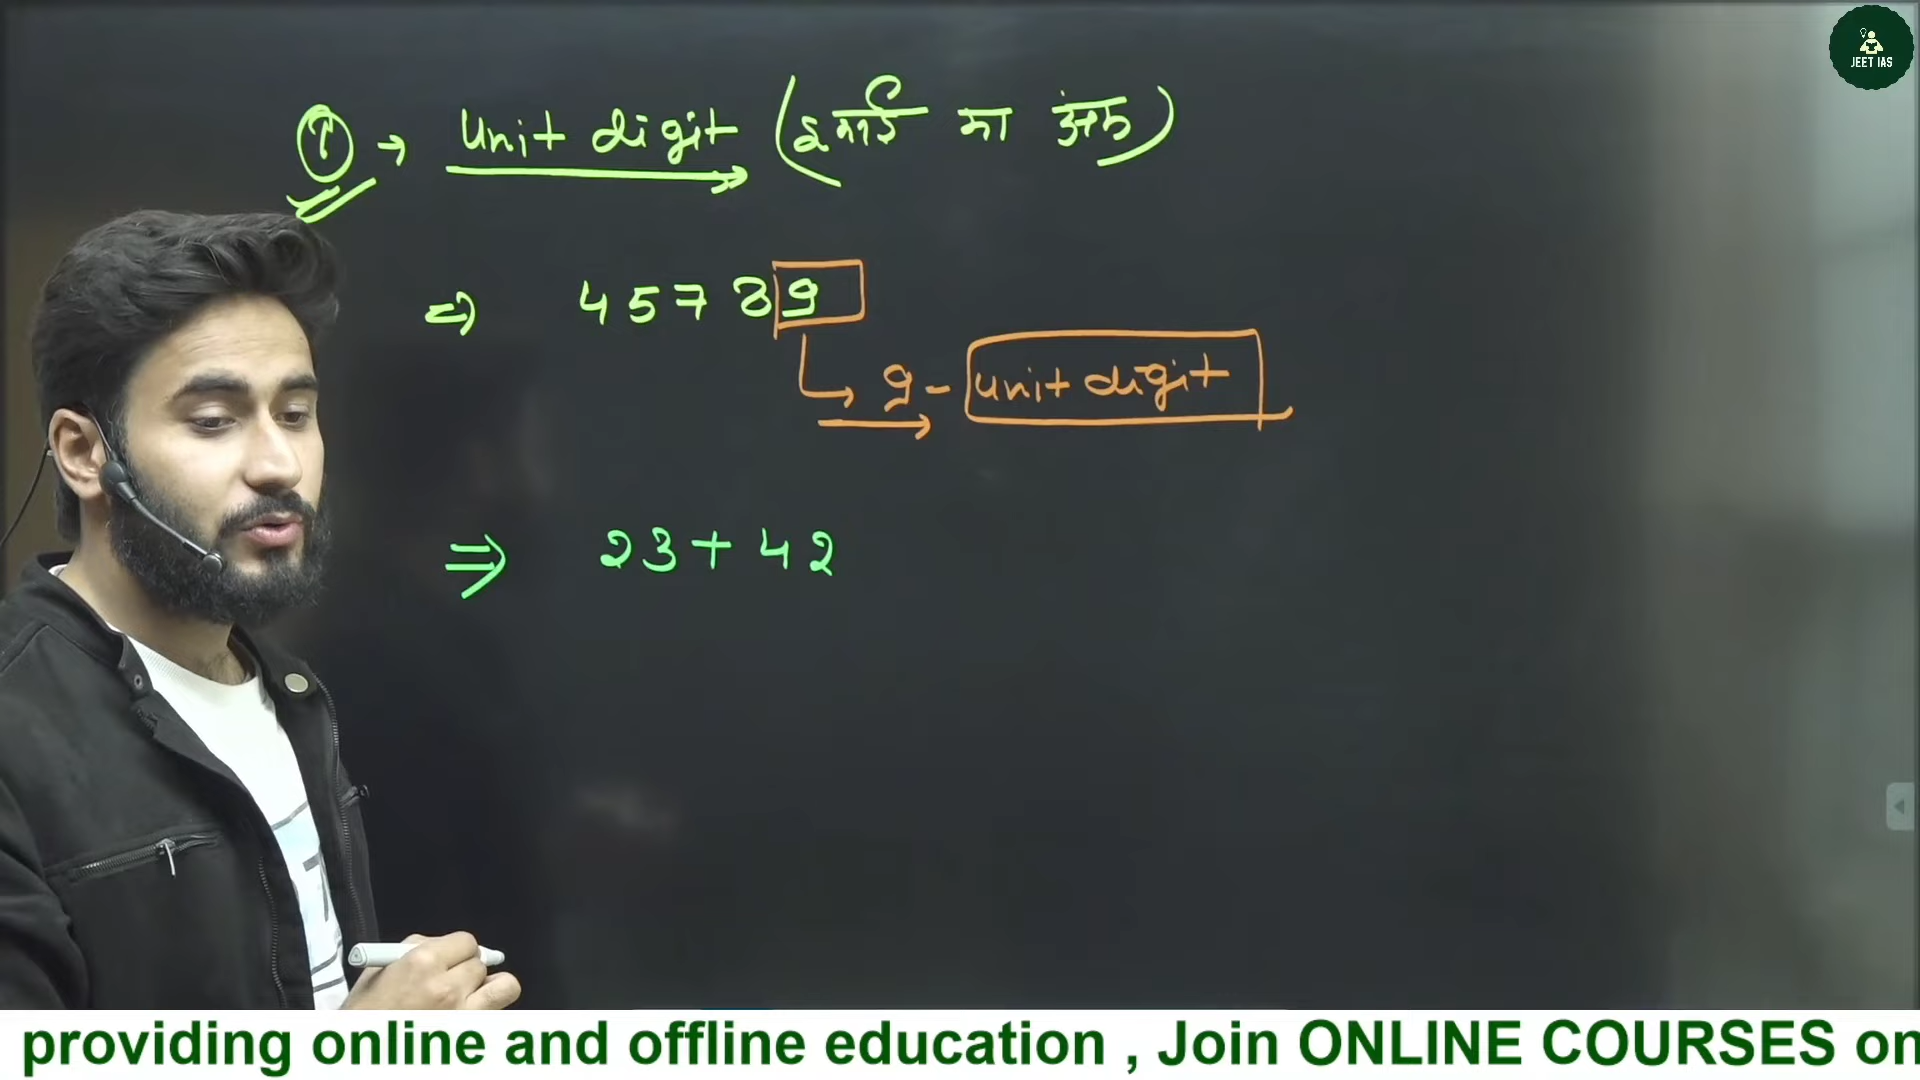 JEET IAS
① → unit digit (इकाई का अंक)
⇒ 45789
↳ 9 - unit digit
⇒ 23 + 42
providing online and offline education , Join ONLINE COURSES on